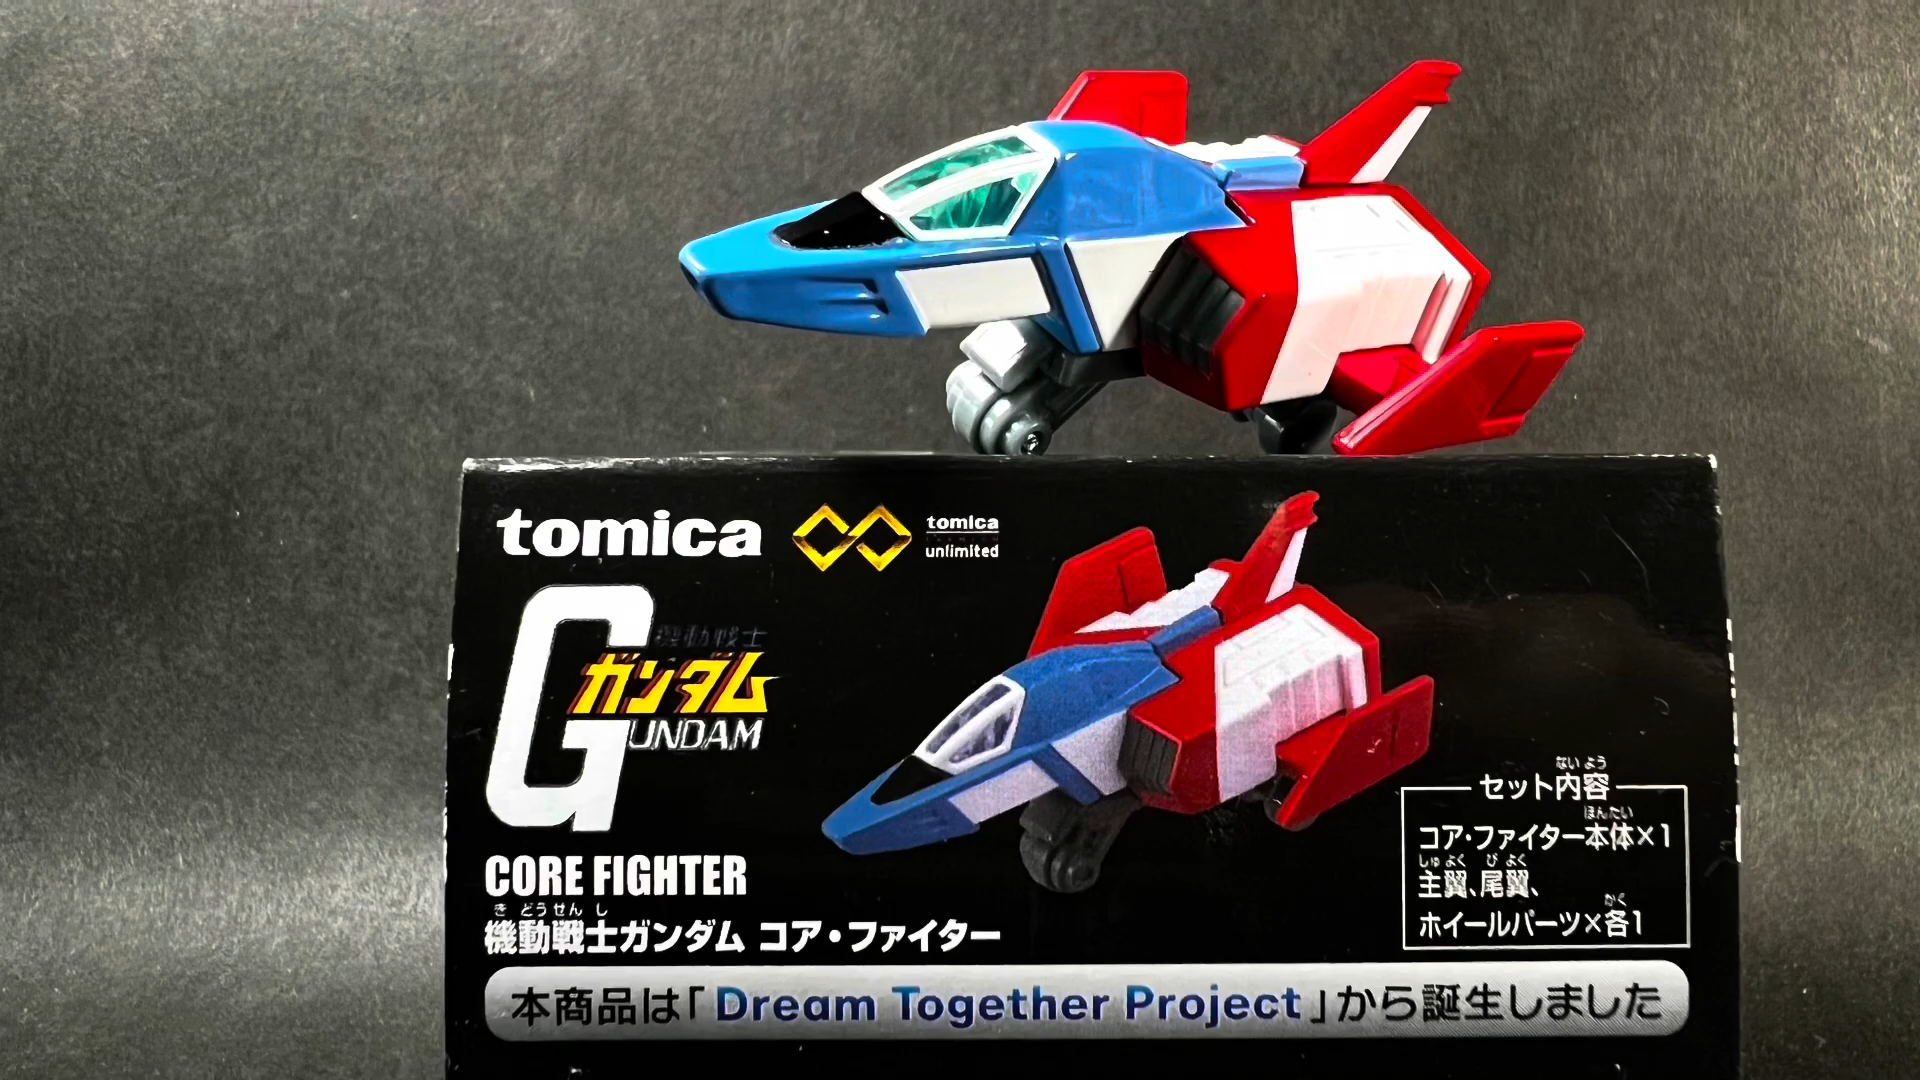 tomica
tomica
unlimited
機動戦士
ガンダム
GUNDAM
CORE FIGHTER
き どうせん し
機動戦士ガンダム コア・ファイター
ない よう
セット内容
ほんたい
コア・ファイター本体×1
しゅ よく び よく
主翼、尾翼、
かく
ホイールパーツ×各1
本商品は「Dream Together Project」から誕生しました